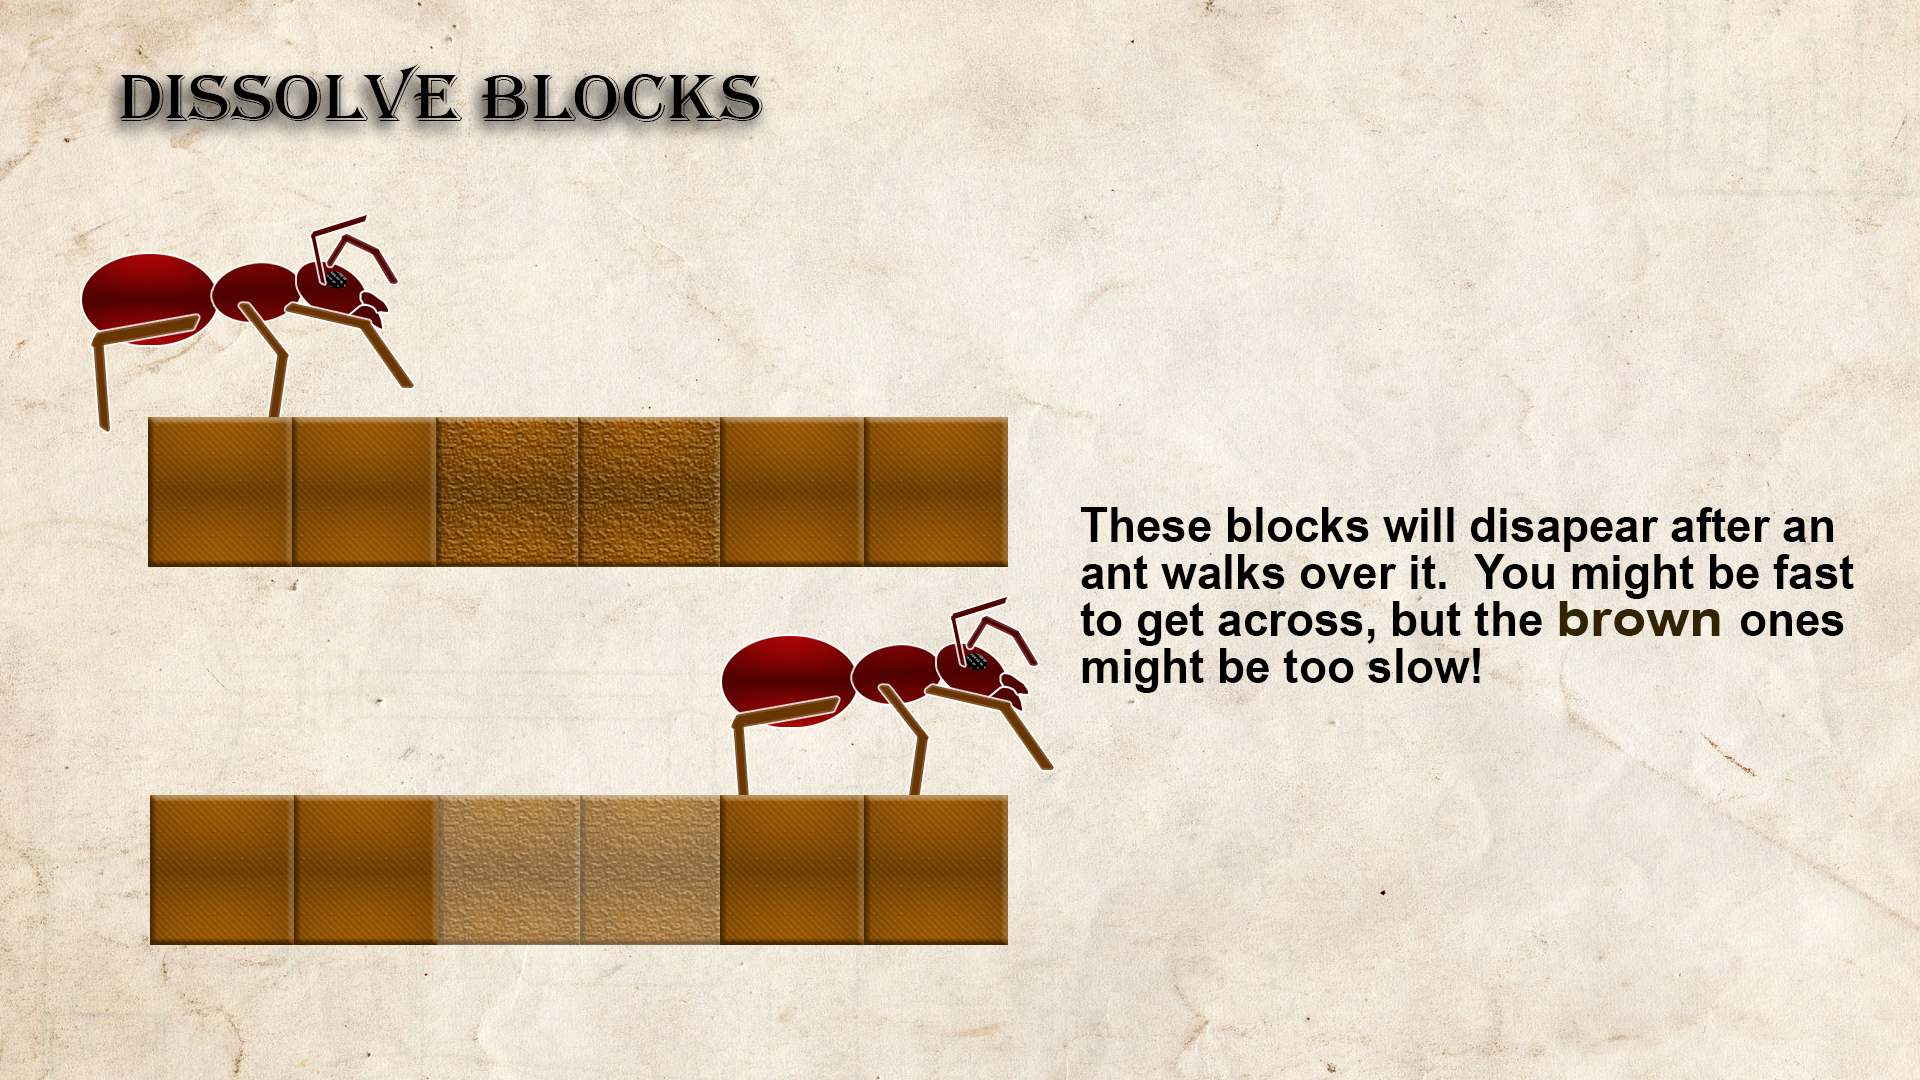 DISSOLVE BLOCKS
These blocks will disapear after an
ant walks over it.  You might be fast
to get across, but the brown ones
might be too slow!